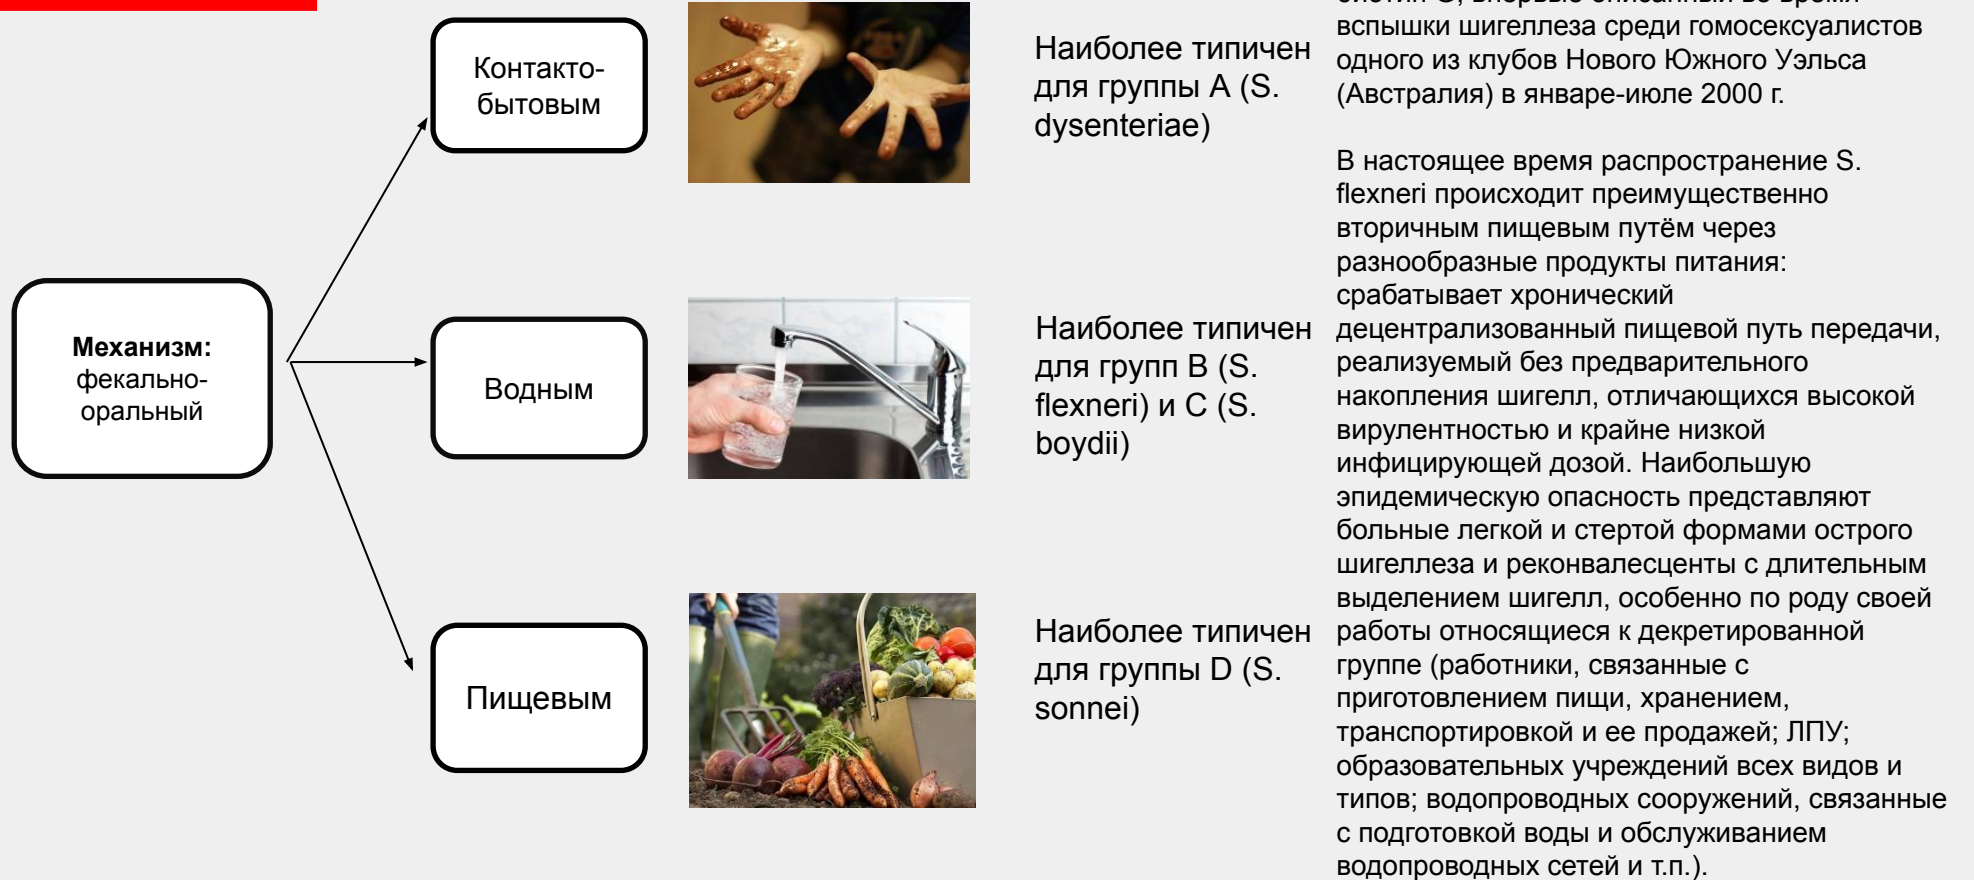 Механизм:
фекально-
оральный
Контакто-
бытовым
Наиболее типичен
для группы А (S.
dysenteriae)
Водным
Наиболее типичен
для групп В (S.
flexneri) и С (S.
boydii)
Пищевым
Наиболее типичен
для группы D (S.
sonnei)
вспышки шигеллеза среди гомосексуалистов
одного из клубов Нового Южного Уэльса
(Австралия) в январе-июле 2000 г.
В настоящее время распространение S.
flexneri происходит преимущественно
вторичным пищевым путём через
разнообразные продукты питания:
срабатывает хронический
децентрализованный пищевой путь передачи,
реализуемый без предварительного
накопления шигелл, отличающихся высокой
вирулентностью и крайне низкой
инфицирующей дозой. Наибольшую
эпидемическую опасность представляют
больные легкой и стертой формами острого
шигеллеза и реконвалесценты с длительным
выделением шигелл, особенно по роду своей
работы относящиеся к декретированной
группе (работники, связанные с
приготовлением пищи, хранением,
транспортировкой и ее продажей; ЛПУ;
образовательных учреждений всех видов и
типов; водопроводных сооружений, связанные
с подготовкой воды и обслуживанием
водопроводных сетей и т.п.).